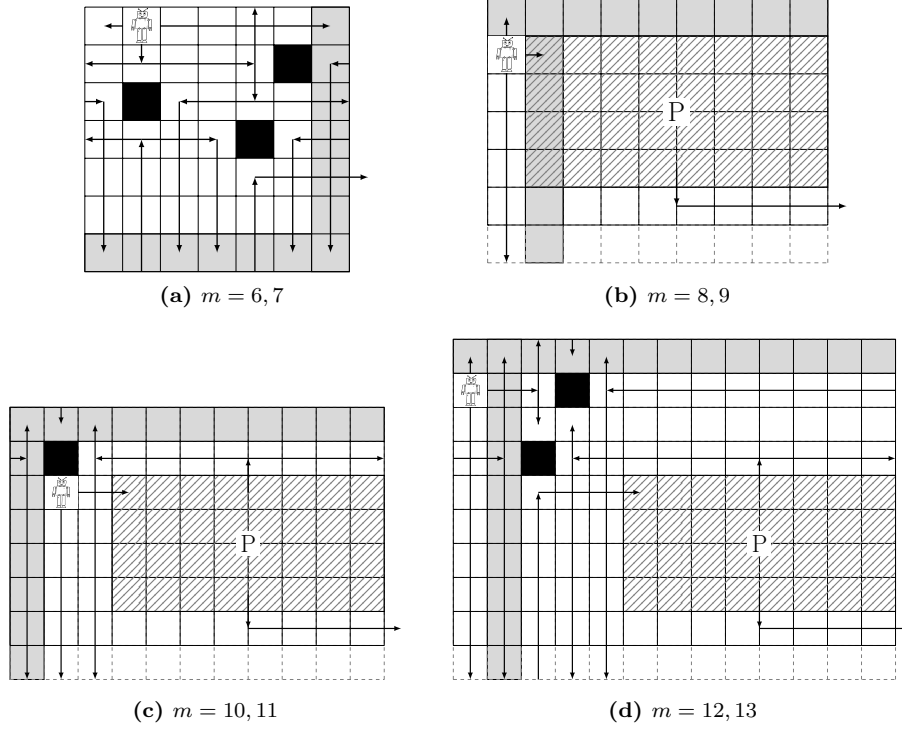 (a) m = 6, 7
P
(b) m = 8, 9
P
(c) m = 10, 11
P
(d) m = 12, 13